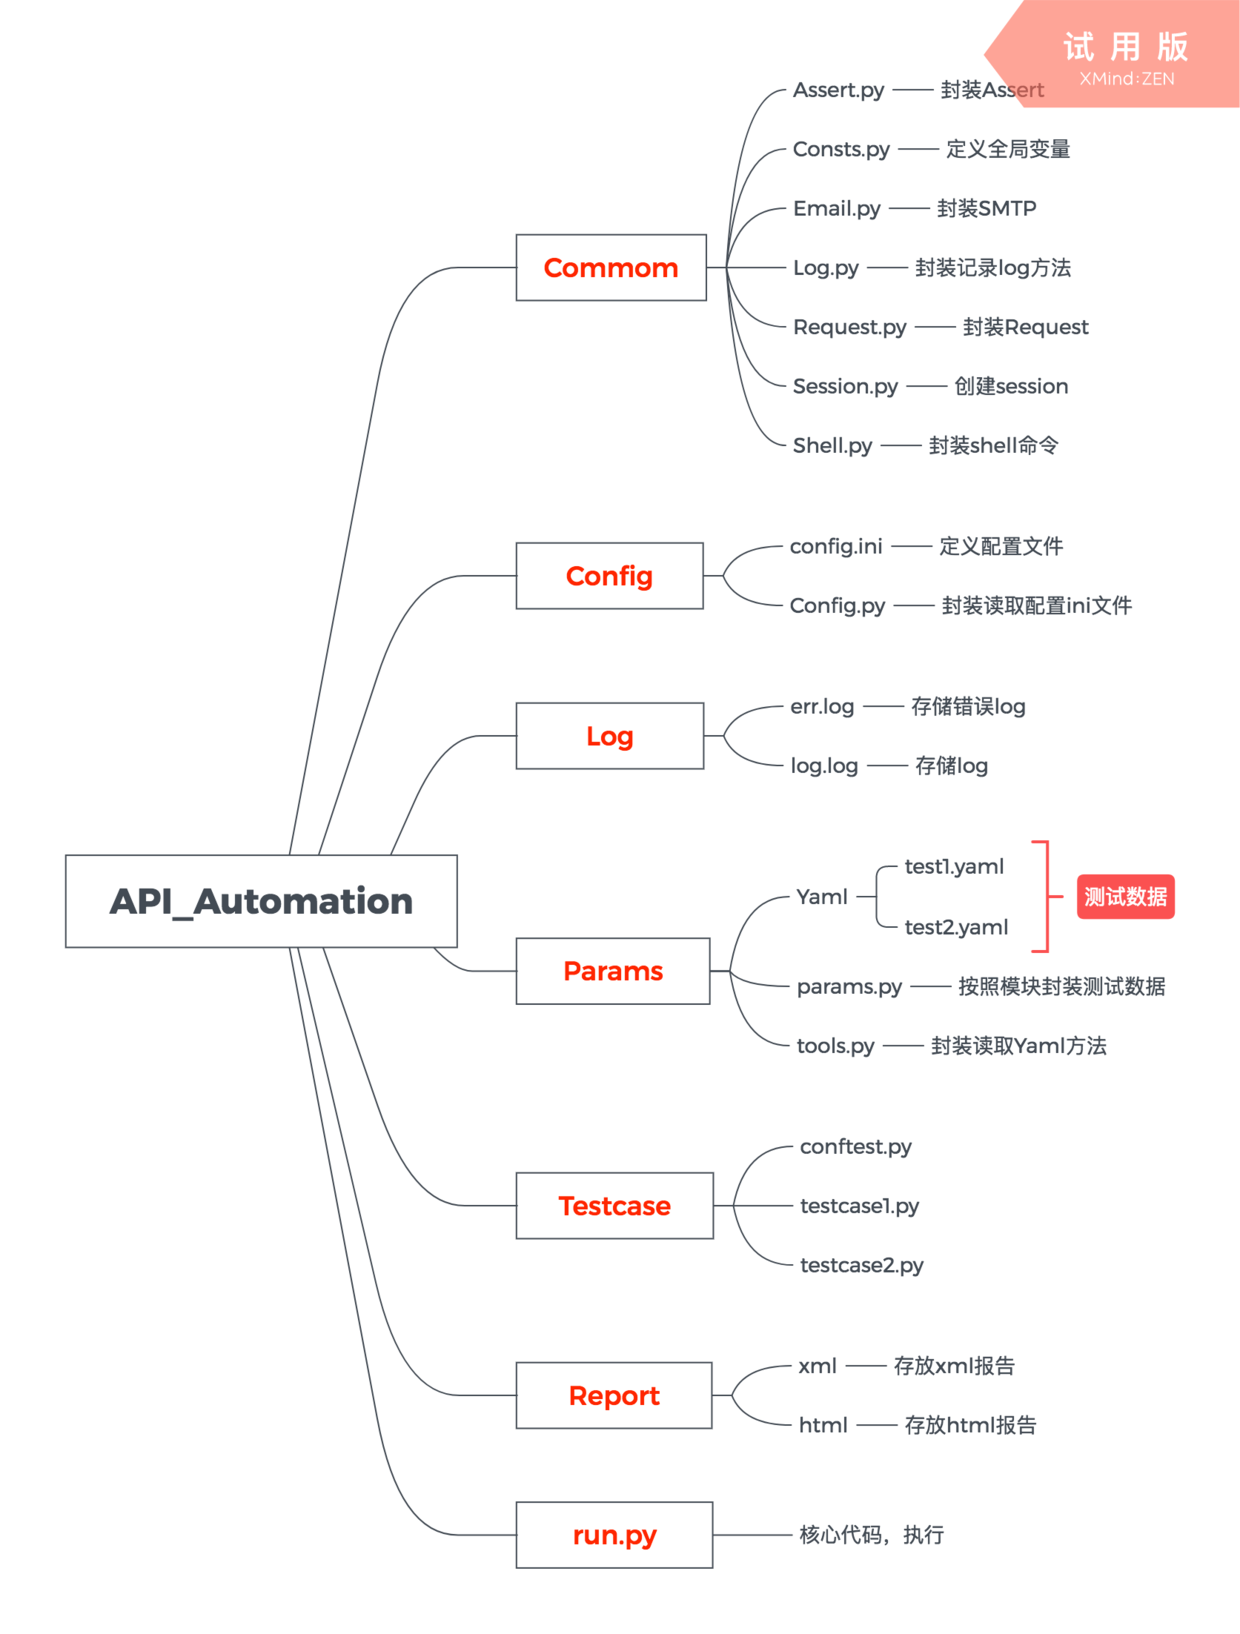 试用版
XMind:ZEN
API_Automation
Commom
Assert.py 封装Assert
Consts.py 定义全局变量
Email.py 封装SMTP
Log.py 封装记录log方法
Request.py 封装Request
Session.py 创建session
Shell.py 封装shell命令
Config
config.ini 定义配置文件
Config.py 封装读取配置ini文件
Log
err.log 存储错误log
log.log 存储log
Params
Yaml
test1.yaml
test2.yaml
测试数据
params.py 按照模块封装测试数据
tools.py 封装读取Yaml方法
Testcase
conftest.py
testcase1.py
testcase2.py
Report
xml 存放xml报告
html 存放html报告
run.py 核心代码，执行